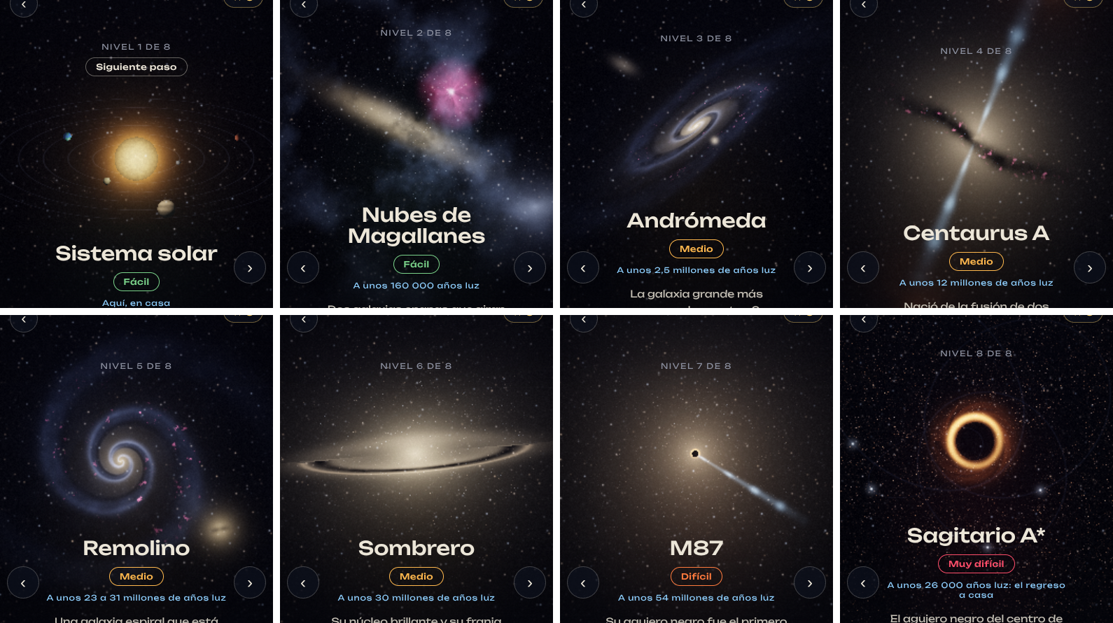 NIVEL 1 DE 8
Siguiente paso
Sistema solar
Fácil
Aquí, en casa
NIVEL 2 DE 8
Nubes de
Magallanes
Fácil
A unos 160 000 años luz
NIVEL 3 DE 8
Andrómeda
Medio
A unos 2,5 millones de años luz
La galaxia grande más
NIVEL 4 DE 8
Centaurus A
Medio
A unos 12 millones de años luz
Nació de la fusión de dos
NIVEL 5 DE 8
Remolino
Medio
A unos 23 a 31 millones de años luz
Una galaxia espiral que está
NIVEL 6 DE 8
Sombrero
Medio
A unos 30 millones de años luz
Su núcleo brillante y su franja
NIVEL 7 DE 8
M87
Difícil
A unos 54 millones de años luz
Su agujero negro fue el primero
NIVEL 8 DE 8
Sagitario A*
Muy difícil
A unos 26 000 años luz: el regreso
a casa
El agujero negro del centro de